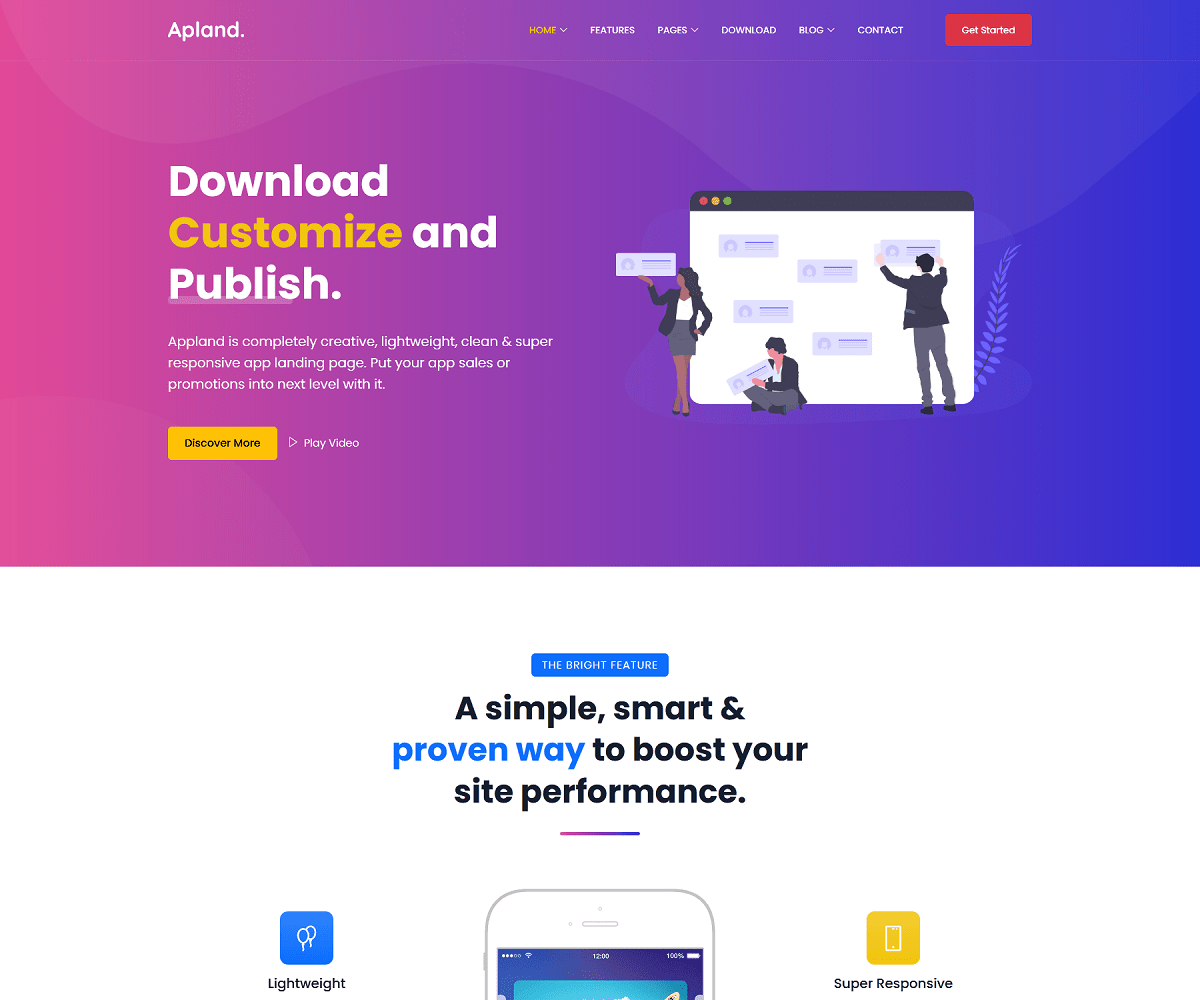 Apland.
HOME
FEATURES
PAGES
DOWNLOAD
BLOG
CONTACT
Get Started
Download
Customize and
Publish.
Appland is completely creative, lightweight, clean & super
responsive app landing page. Put your app sales or
promotions into next level with it.
Discover More
Play Video
THE BRIGHT FEATURE
A simple, smart &
proven way to boost your
site performance.
12:00
100%
Lightweight
Super Responsive